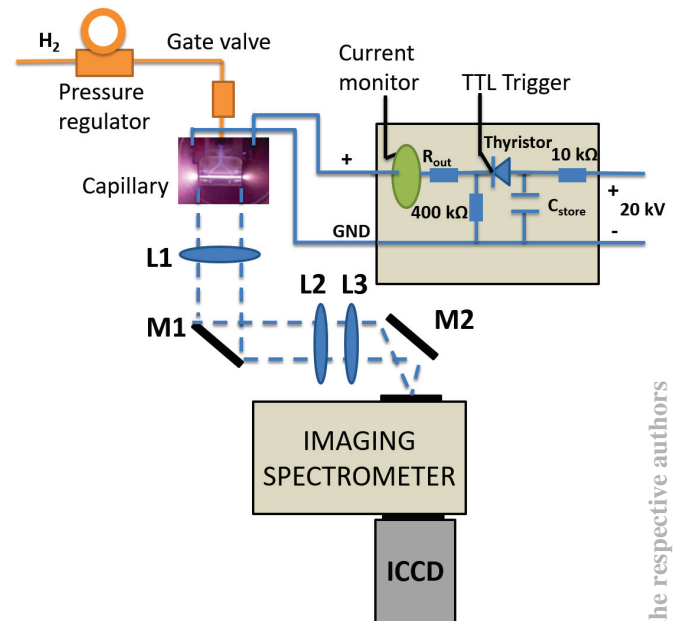 H2
Gate valve
Pressure
regulator
Current
monitor
TTL Trigger
Capillary
+
Rout
Thyristor
10 kΩ
400 kΩ
Cstore
+
20 kV
-
GND
L1
L2
L3
M1
M2
IMAGING
SPECTROMETER
ICCD
he respective authors